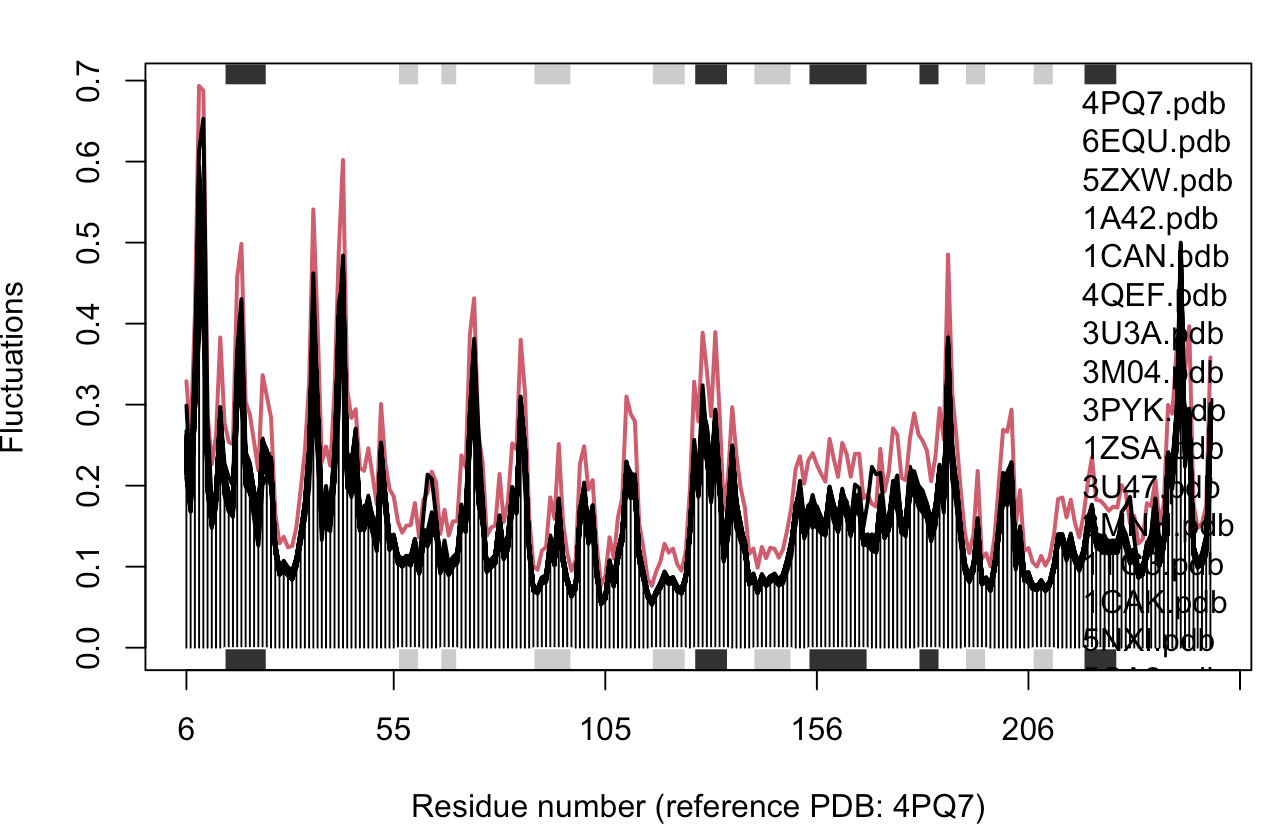 Fluctuations
0.7
0.6
0.5
0.4
0.3
0.2
0.1
0.0
4PQ7.pdb
6EQU.pdb
5ZXW.pdb
1A42.pdb
1CAN.pdb
4QEF.pdb
3U3A.pdb
3M04.pdb
3PYK.pdb
1ZSA.pdb
3U47.pdb
1CAK.pdb
5NXI.pdb
6 55 105 156 206
Residue number (reference PDB: 4PQ7)